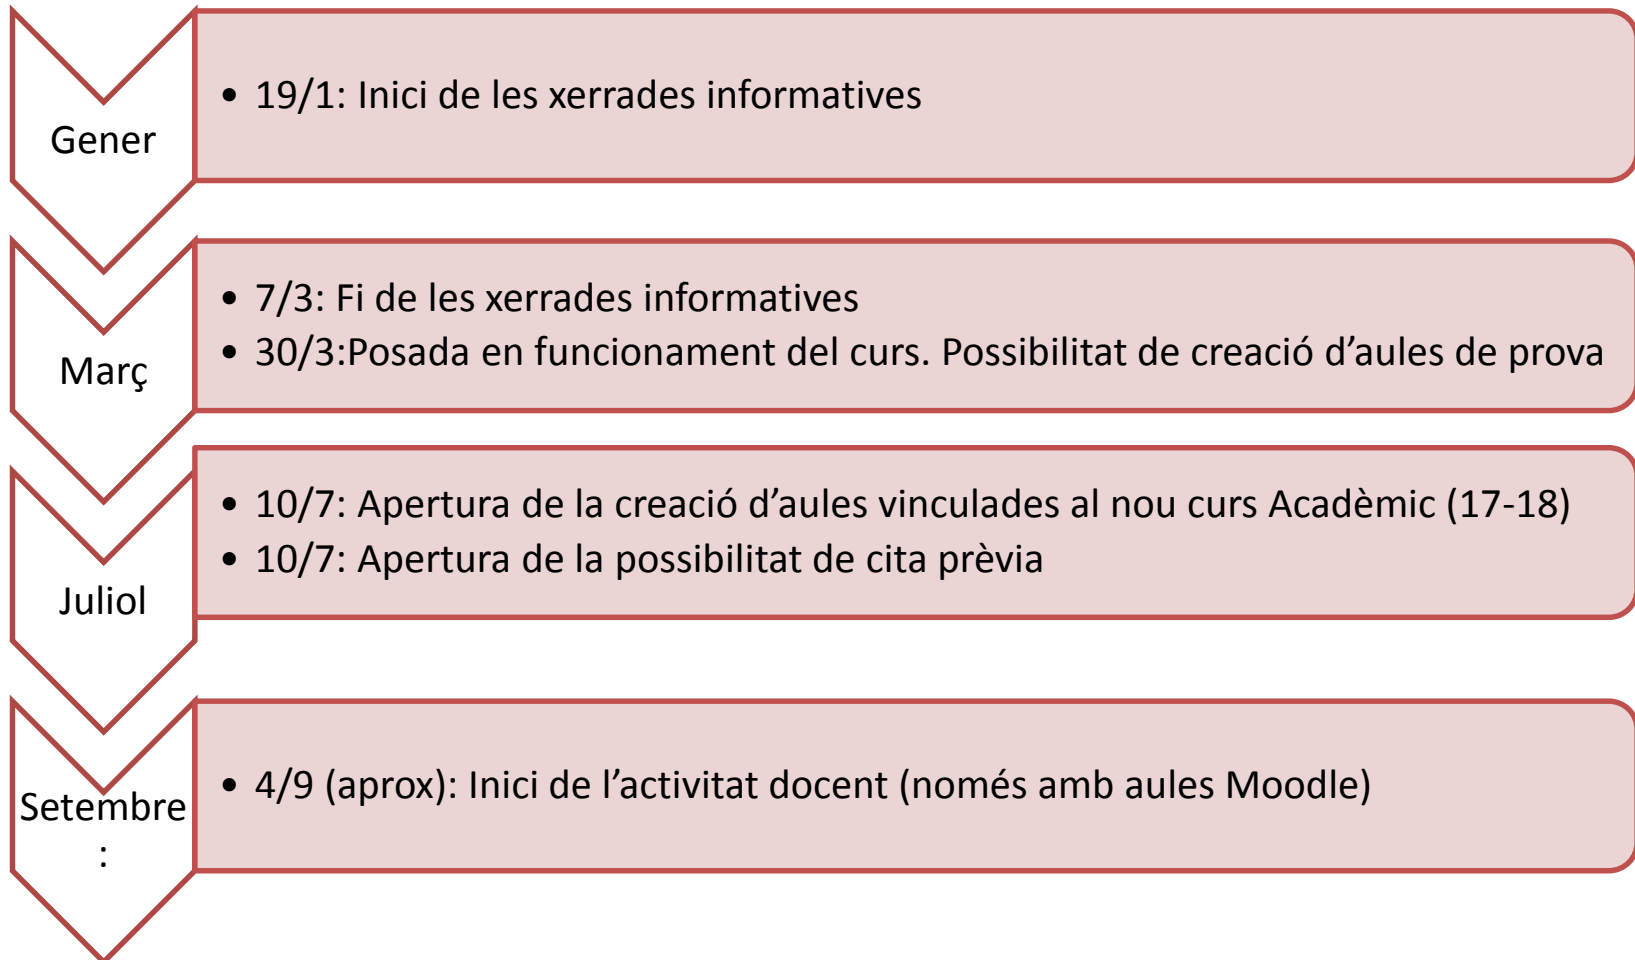 Gener
• 19/1: Inici de les xerrades informatives
Març
• 7/3: Fi de les xerrades informatives
• 30/3:Posada en funcionament del curs. Possibilitat de creació d’aules de prova
Juliol
• 10/7: Apertura de la creació d’aules vinculades al nou curs Acadèmic (17-18)
• 10/7: Apertura de la possibilitat de cita prèvia
Setembre
:
• 4/9 (aprox): Inici de l’activitat docent (només amb aules Moodle)